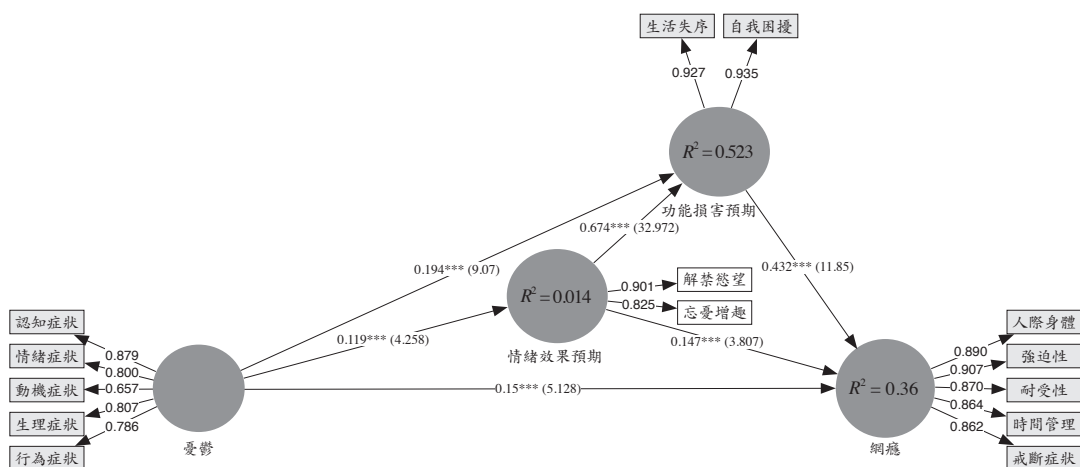 生活失序 自我困擾
0.927 0.935
R² = 0.523
功能損害預期
0.674*** (32.972)
0.194*** (9.07)
0.432*** (11.85)
R² = 0.014
0.901 解禁慾望
0.825 忘憂增趣
情緒效果預期
0.119*** (4.258)
0.147*** (3.807)
0.15*** (5.128)
認知症狀
0.879
情緒症狀
0.800
動機症狀
0.657
0.807
生理症狀
0.786
行為症狀
憂鬱
R² = 0.36
網癮
人際身體
0.890
強迫性
0.907
0.870
耐受性
0.864
時間管理
0.862
戒斷症狀